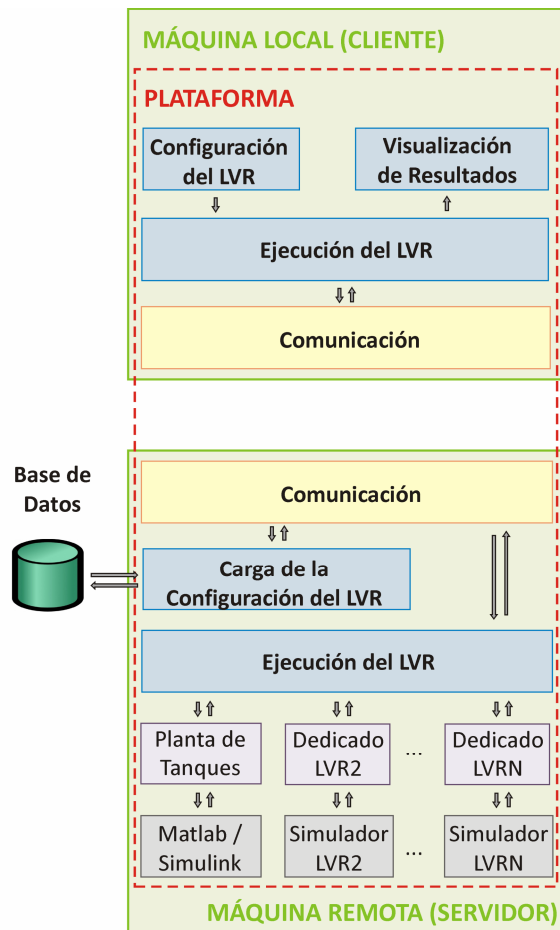 MÁQUINA LOCAL (CLIENTE)
PLATAFORMA
Configuración
del LVR
Visualización
de Resultados
Ejecución del LVR
Comunicación
Base de
Datos
Comunicación
Carga de la
Configuración del LVR
Ejecución del LVR
Planta de
Tanques
Dedicado
LVR2
...
Dedicado
LVRN
Matlab /
Simulink
Simulador
LVR2
...
Simulador
LVRN
MÁQUINA REMOTA (SERVIDOR)